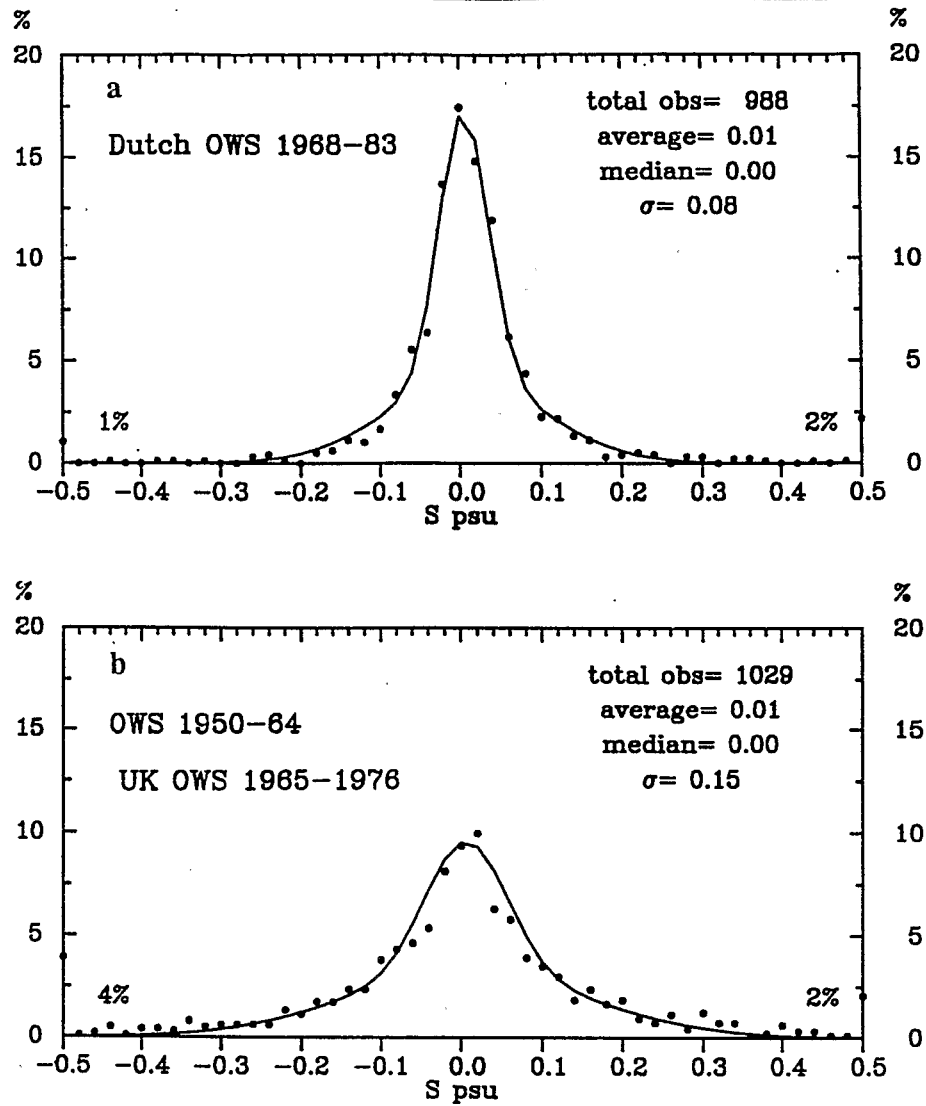 % %
20 20
a
total obs= 988
Dutch OWS 1968-83
average= 0.01
median= 0.00
σ= 0.08
15 15
10 10
5 5
1% 2%
0 0
-0.5 -0.4 -0.3 -0.2 -0.1 0.0 0.1 0.2 0.3 0.4 0.5
S psu
% %
20 20
b
total obs= 1029
OWS 1950-64
average= 0.01
median= 0.00
UK OWS 1965-1976
σ= 0.15
15 15
10 10
5 5
4% 2%
0 0
-0.5 -0.4 -0.3 -0.2 -0.1 0.0 0.1 0.2 0.3 0.4 0.5
S psu